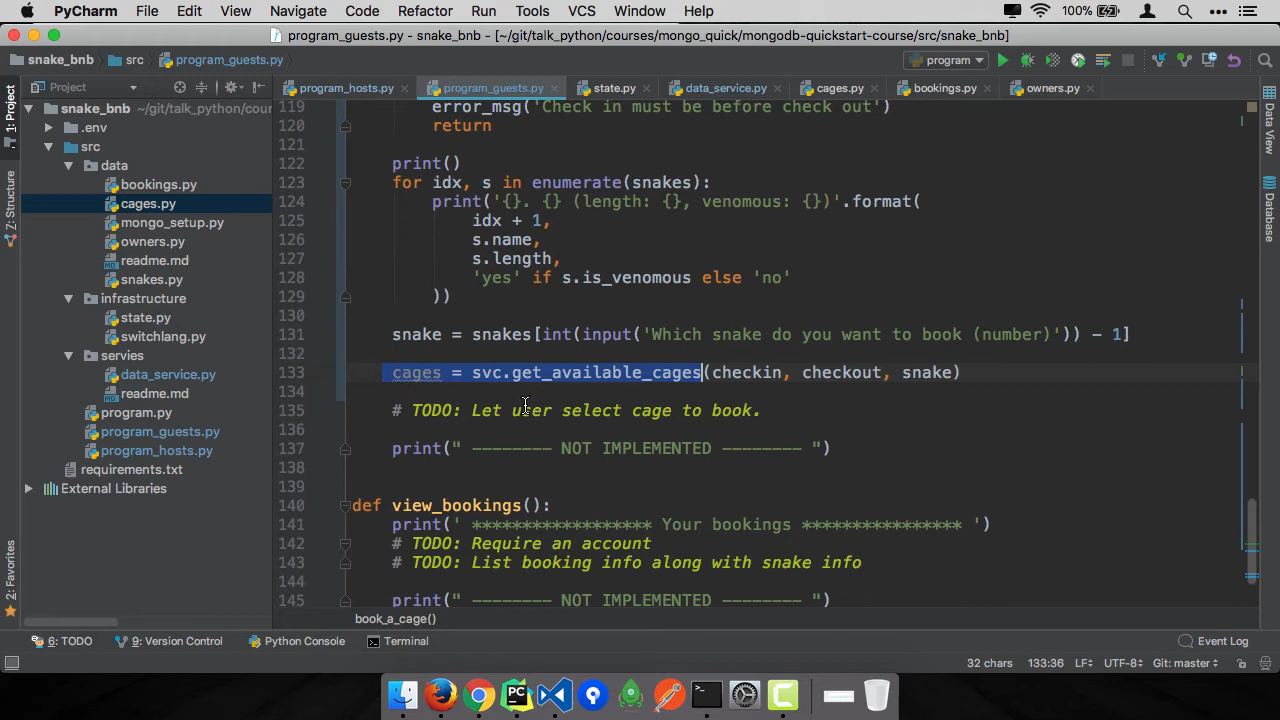 PyCharm File Edit View Navigate Code Refactor Run Tools VCS Window Help 100%
program_guests.py - snake_bnb - [~/git/talk_python/courses/mongo_quick/mongodb-quickstart-course/src/snake_bnb]
snake_bnb src program_guests.py program
Project program_hosts.py program_guests.py state.py data_service.py cages.py bookings.py owners.py
1: Project
7: Structure
2: Favorites
Data View
Database
snake_bnb ~/git/talk_python/cour
.env
src
data
bookings.py
cages.py
mongo_setup.py
owners.py
readme.md
snakes.py
infrastructure
state.py
switchlang.py
servies
data_service.py
readme.md
program.py
program_guests.py
program_hosts.py
requirements.txt
External Libraries
119 error_msg('Check in must be before check out')
120 return
121
122 print()
123 for idx, s in enumerate(snakes):
124 print('{}. {} (length: {}, venomous: {})'.format(
125 idx + 1,
126 s.name,
127 s.length,
128 'yes' if s.is_venomous else 'no'
129 ))
130
131 snake = snakes[int(input('Which snake do you want to book (number)')) - 1]
132
133 cages = svc.get_available_cages(checkin, checkout, snake)
134
135 # TODO: Let user select cage to book.
136
137 print(" -------- NOT IMPLEMENTED -------- ")
138
139
140 def view_bookings():
141 print(' ****************** Your bookings **************** ')
142 # TODO: Require an account
143 # TODO: List booking info along with snake info
144
145 print(" -------- NOT IMPLEMENTED -------- ")
book_a_cage()
6: TODO 9: Version Control Python Console Terminal Event Log
32 chars 133:36 LF÷ UTF-8÷ Git: master÷